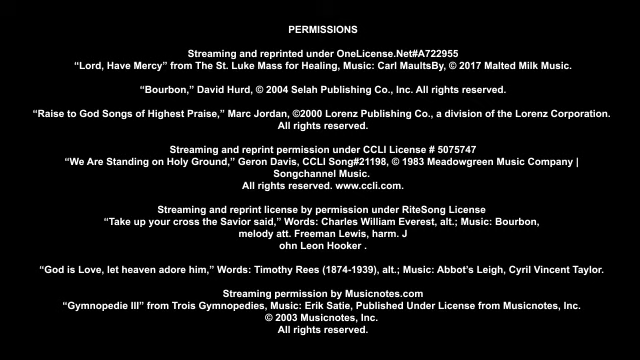 PERMISSIONS
Streaming and reprinted under OneLicense.Net#A722955
“Lord, Have Mercy” from The St. Luke Mass for Healing, Music: Carl MaultsBy, © 2017 Malted Milk Music.
“Bourbon,” David Hurd, © 2004 Selah Publishing Co., Inc. All rights reserved.
“Raise to God Songs of Highest Praise,” Marc Jordan, ©2000 Lorenz Publishing Co., a division of the Lorenz Corporation.
All rights reserved.
Streaming and reprint permission under CCLI License # 5075747
“We Are Standing on Holy Ground,” Geron Davis, CCLI Song#21198, © 1983 Meadowgreen Music Company |
Songchannel Music.
All rights reserved. www.ccli.com.
Streaming and reprint license by permission under RiteSong License
“Take up your cross the Savior said,” Words: Charles William Everest, alt.; Music: Bourbon,
melody att. Freeman Lewis, harm. J
ohn Leon Hooker .
“God is Love, let heaven adore him,” Words: Timothy Rees (1874-1939), alt.; Music: Abbot’s Leigh, Cyril Vincent Taylor.
Streaming permission by Musicnotes.com
“Gymnopedie III” from Trois Gymnopedies, Music: Erik Satie, Published Under License from Musicnotes, Inc.
© 2003 Musicnotes, Inc.
All rights reserved.